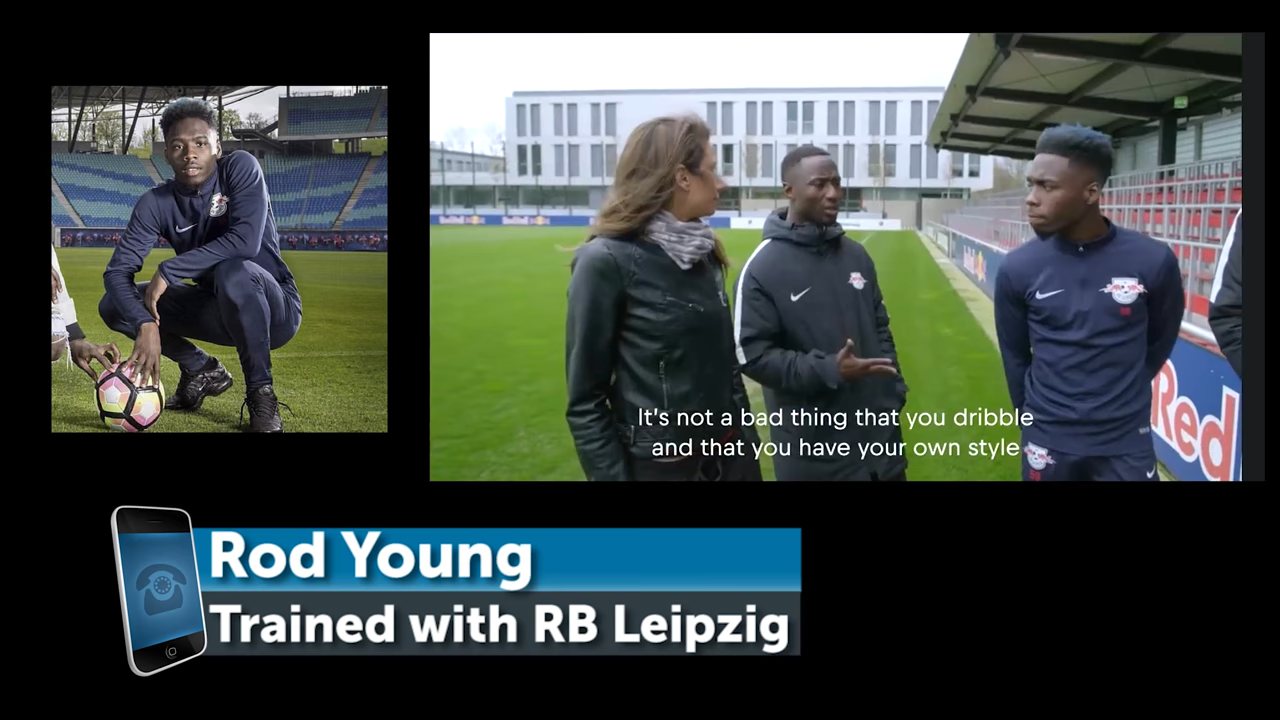 It's not a bad thing that you dribble
and that you have your own style
Red
Rod Young
Trained with RB Leipzig